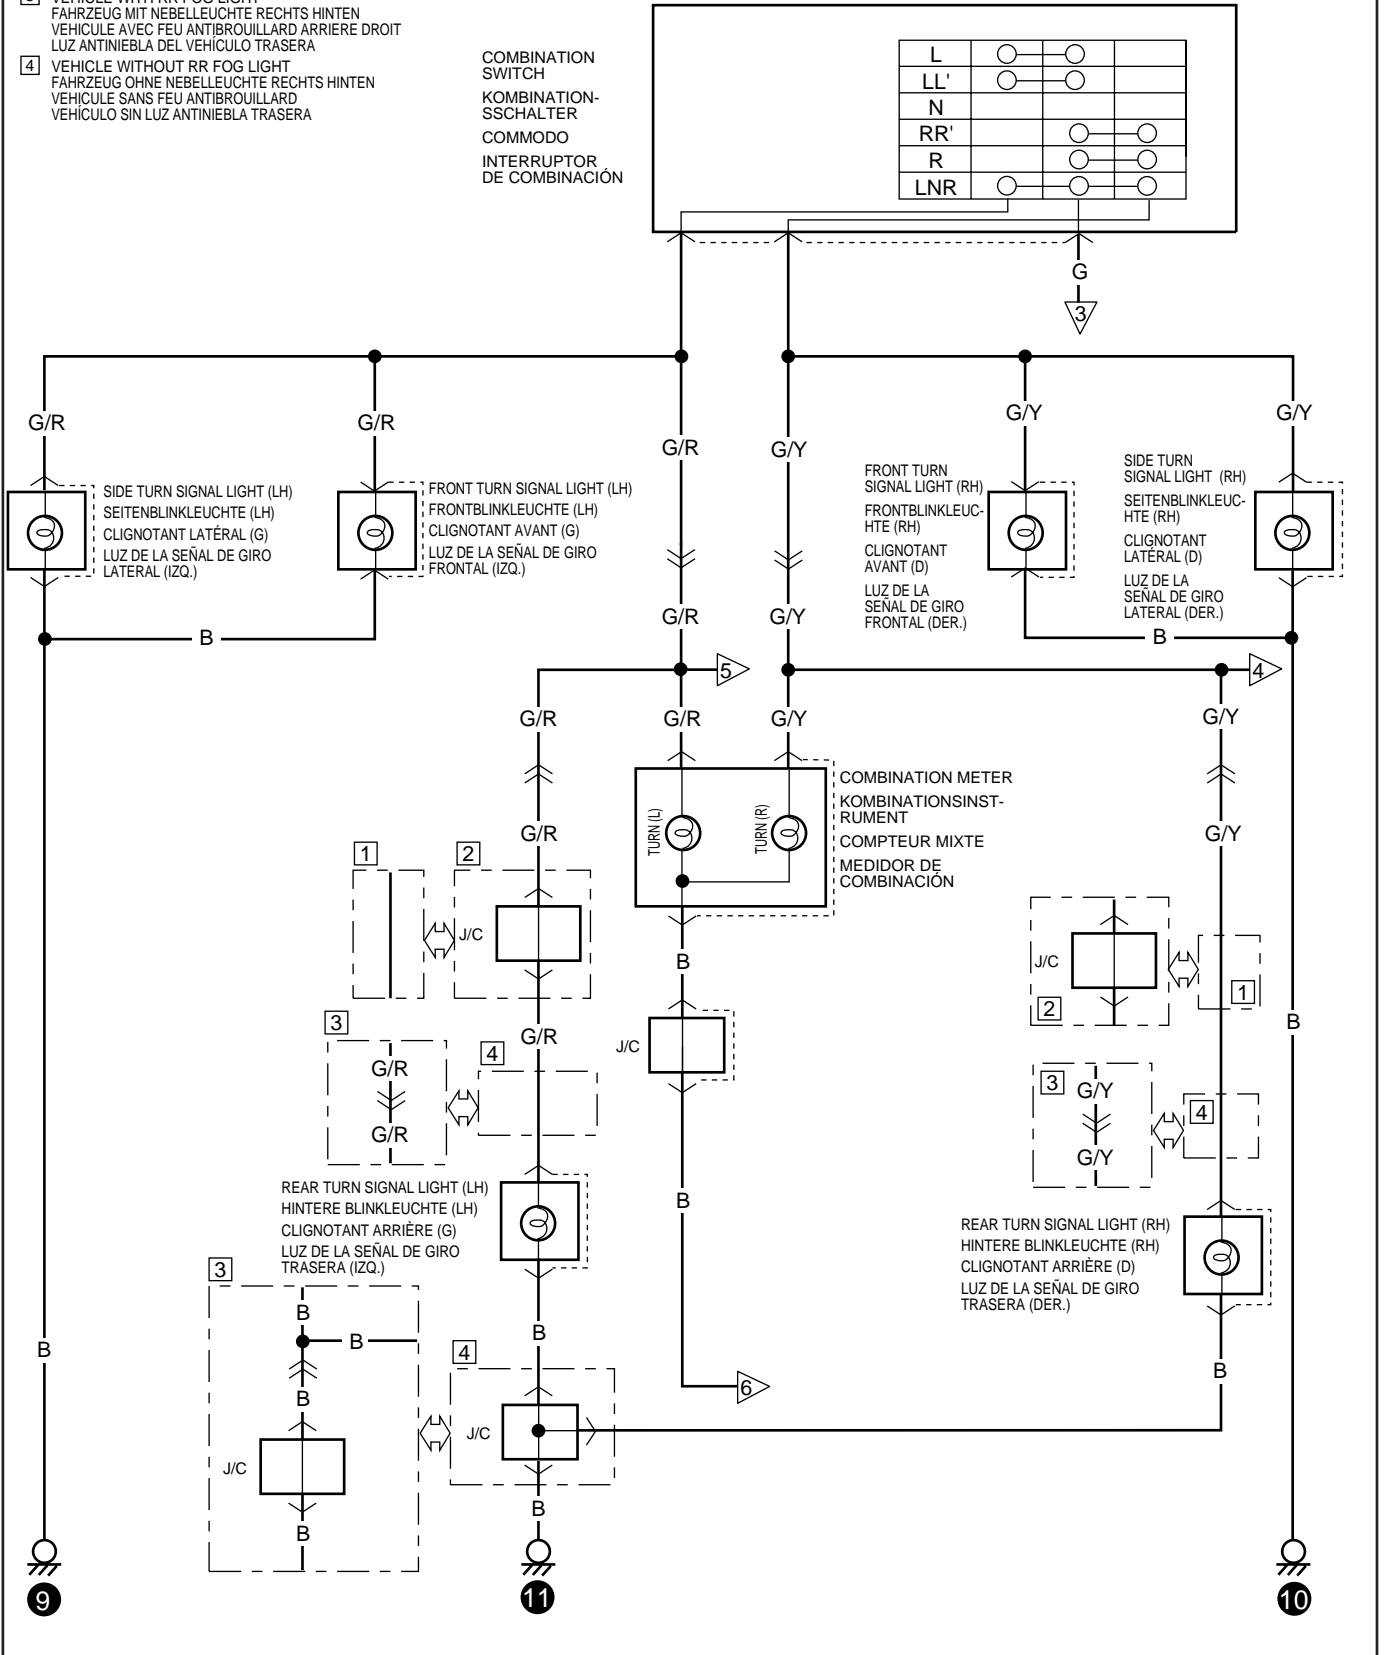 3 VEHICLE WITH RR FOG LIGHT
FAHRZEUG MIT NEBELLEUCHTE RECHTS HINTEN
VEHICULE AVEC FEU ANTIBROUILLARD ARRIERE DROIT
LUZ ANTINIEBLA DEL VEHÍCULO TRASERA
4 VEHICLE WITHOUT RR FOG LIGHT
FAHRZEUG OHNE NEBELLEUCHTE RECHTS HINTEN
VEHICULE SANS FEU ANTIBROUILLARD
VEHÍCULO SIN LUZ ANTINIEBLA TRASERA
COMBINATION
SWITCH
KOMBINATION-
SSCHALTER
COMMODO
INTERRUPTOR
DE COMBINACIÓN
L
LL'
N
RR'
R
LNR
G
3
G/R
G/R
G/R
G/Y
G/Y
G/Y
SIDE TURN SIGNAL LIGHT (LH)
SEITENBLINKLEUCHTE (LH)
CLIGNOTANT LATÉRAL (G)
LUZ DE LA SEÑAL DE GIRO
LATERAL (IZQ.)
FRONT TURN SIGNAL LIGHT (LH)
FRONTBLINKLEUCHTE (LH)
CLIGNOTANT AVANT (G)
LUZ DE LA SEÑAL DE GIRO
FRONTAL (IZQ.)
FRONT TURN
SIGNAL LIGHT (RH)
FRONTBLINKLEUC-
HTE (RH)
CLIGNOTANT
AVANT (D)
LUZ DE LA
SEÑAL DE GIRO
FRONTAL (DER.)
SIDE TURN
SIGNAL LIGHT (RH)
SEITENBLINKLEUC-
HTE (RH)
CLIGNOTANT
LATÉRAL (D)
LUZ DE LA
SEÑAL DE GIRO
LATERAL (DER.)
G/R
G/Y
B
B
5
4
G/R
G/R
G/Y
G/Y
TURN (L)
TURN (R)
COMBINATION METER
KOMBINATIONSINST-
RUMENT
COMPTEUR MIXTE
MEDIDOR DE
COMBINACIÓN
G/R
G/Y
1
2
J/C
B
J/C
2
1
B
3
G/R
G/R
G/R
4
J/C
3
G/Y
G/Y
4
REAR TURN SIGNAL LIGHT (LH)
HINTERE BLINKLEUCHTE (LH)
CLIGNOTANT ARRIÈRE (G)
LUZ DE LA SEÑAL DE GIRO
TRASERA (IZQ.)
B
REAR TURN SIGNAL LIGHT (RH)
HINTERE BLINKLEUCHTE (RH)
CLIGNOTANT ARRIÈRE (D)
LUZ DE LA SEÑAL DE GIRO
TRASERA (DER.)
3
B
B
B
J/C
B
B
B
4
J/C
6
B
B
9
11
10